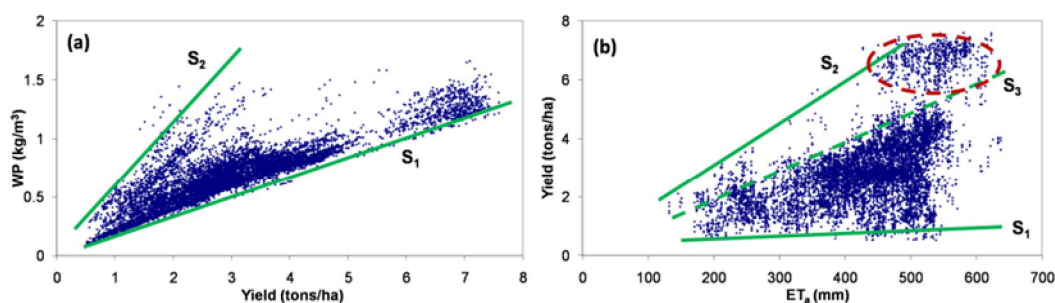 (a)
S2
S1
WP (kg/m³)
2
1.5
1
0.5
0
0 1 2 3 4 5 6 7 8
Yield (tons/ha)
(b)
S2
S3
S1
Yield (tons/ha)
8
6
4
2
0
0 100 200 300 400 500 600 700
ETa (mm)